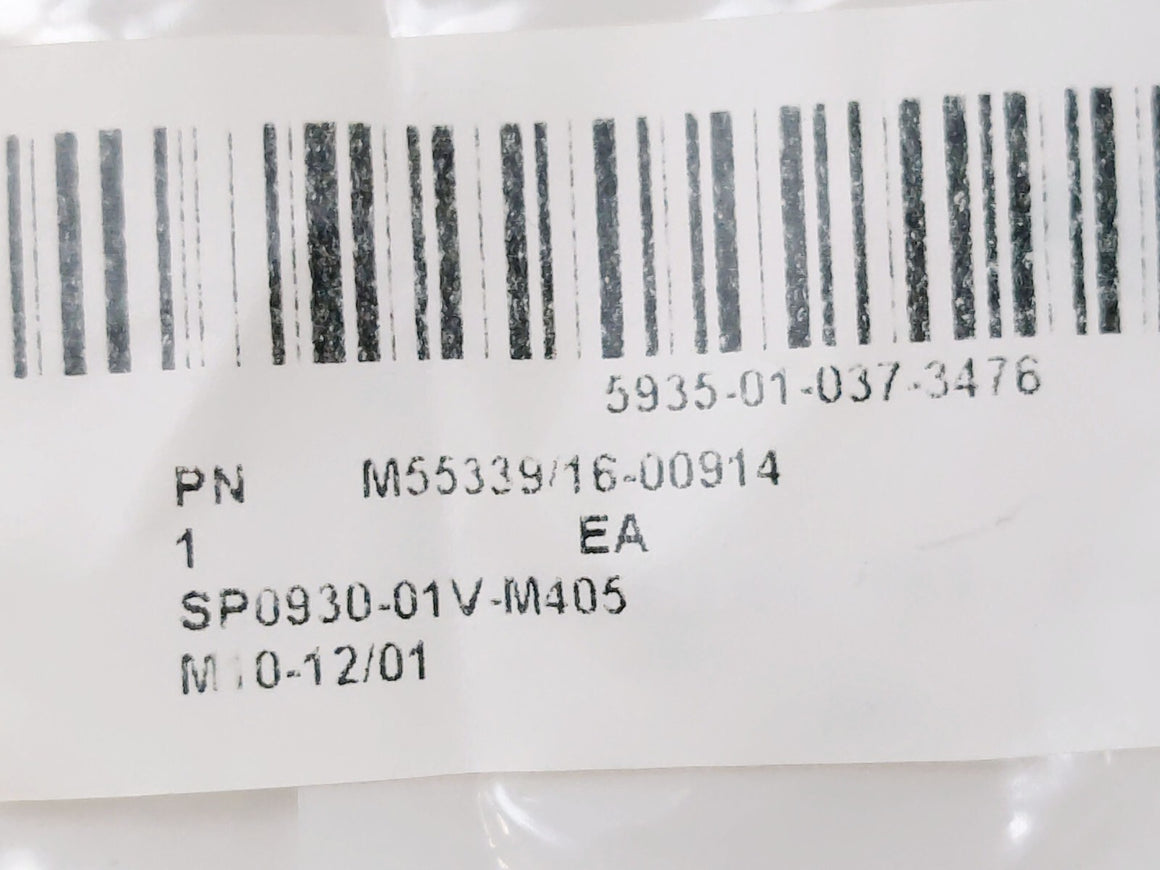 5935-01-037-3476
PN M55339/16-00914
1 EA
SP0930-01V-M405
M10-12/01